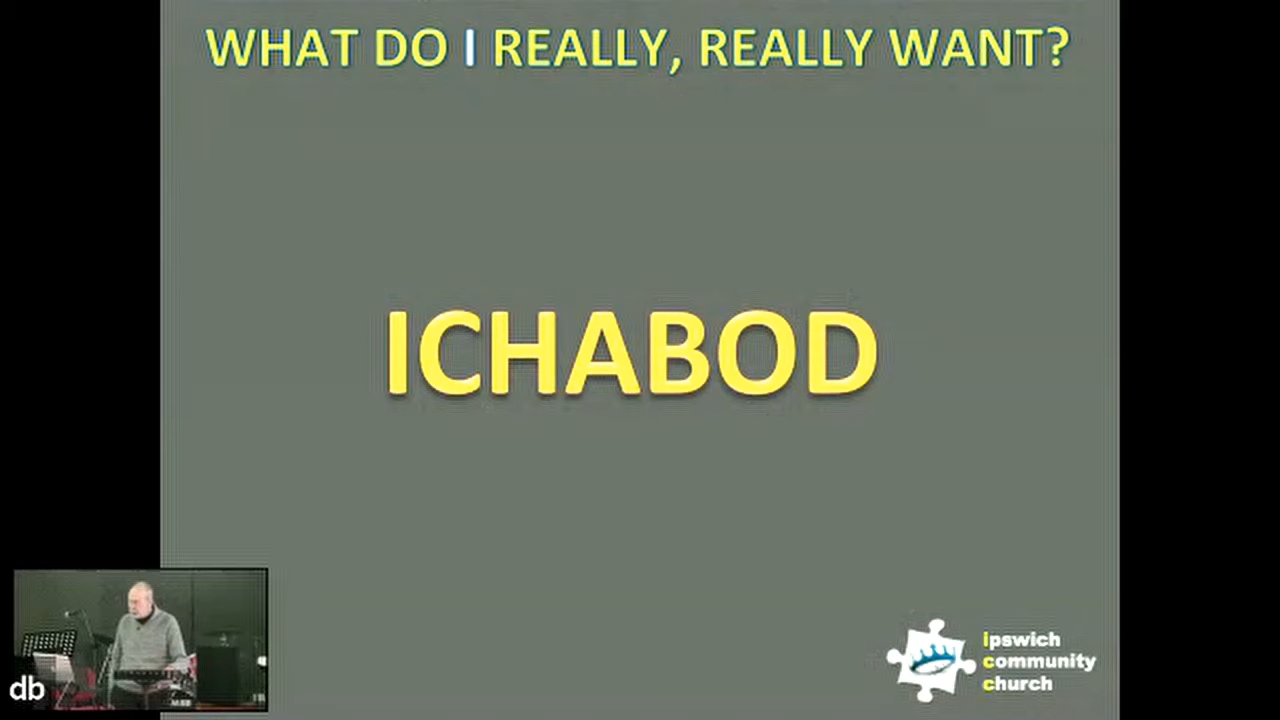 WHAT DO I REALLY, REALLY WANT?
ICHABOD
ipswich
community
church
db